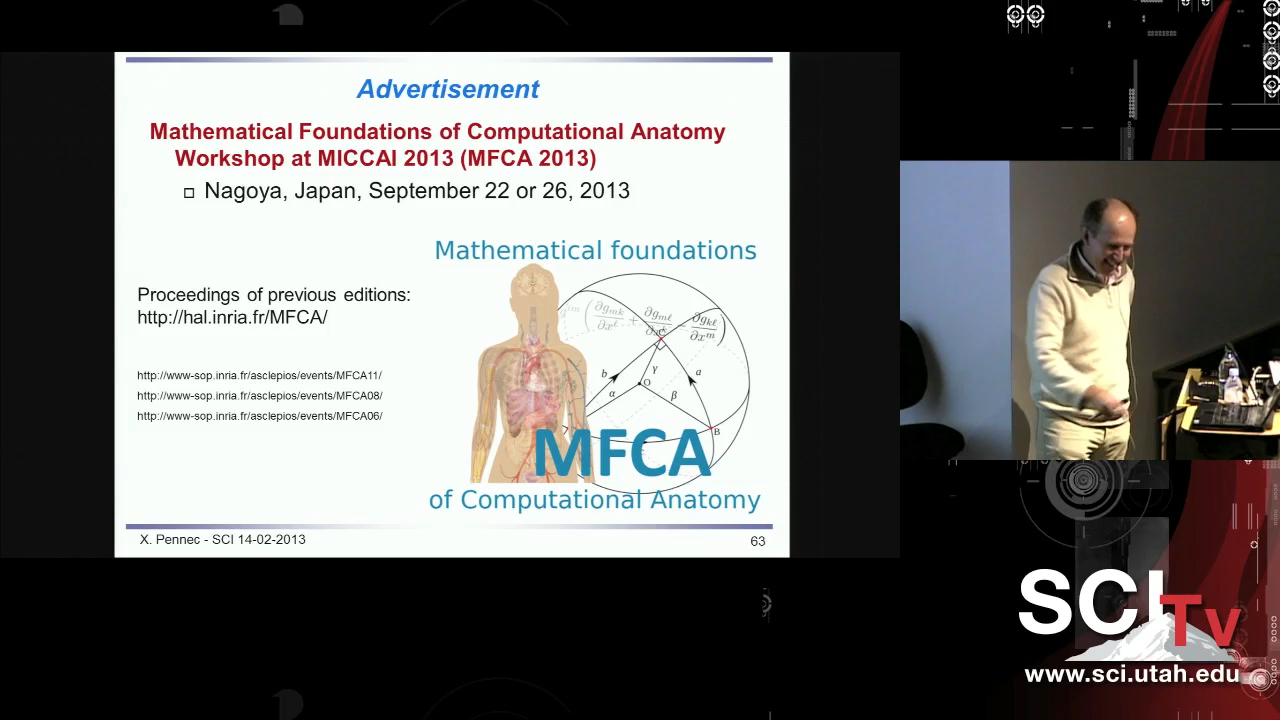 Advertisement
Mathematical Foundations of Computational Anatomy
Workshop at MICCAI 2013 (MFCA 2013)
Nagoya, Japan, September 22 or 26, 2013
Mathematical foundations
Proceedings of previous editions:
http://hal.inria.fr/MFCA/
http://www-sop.inria.fr/asclepios/events/MFCA11/
http://www-sop.inria.fr/asclepios/events/MFCA08/
http://www-sop.inria.fr/asclepios/events/MFCA06/
b
γ
a
O
α
β
B
MFCA
of Computational Anatomy
X. Pennec - SCI 14-02-2013
63
SCI
Tv
www.sci.utah.edu